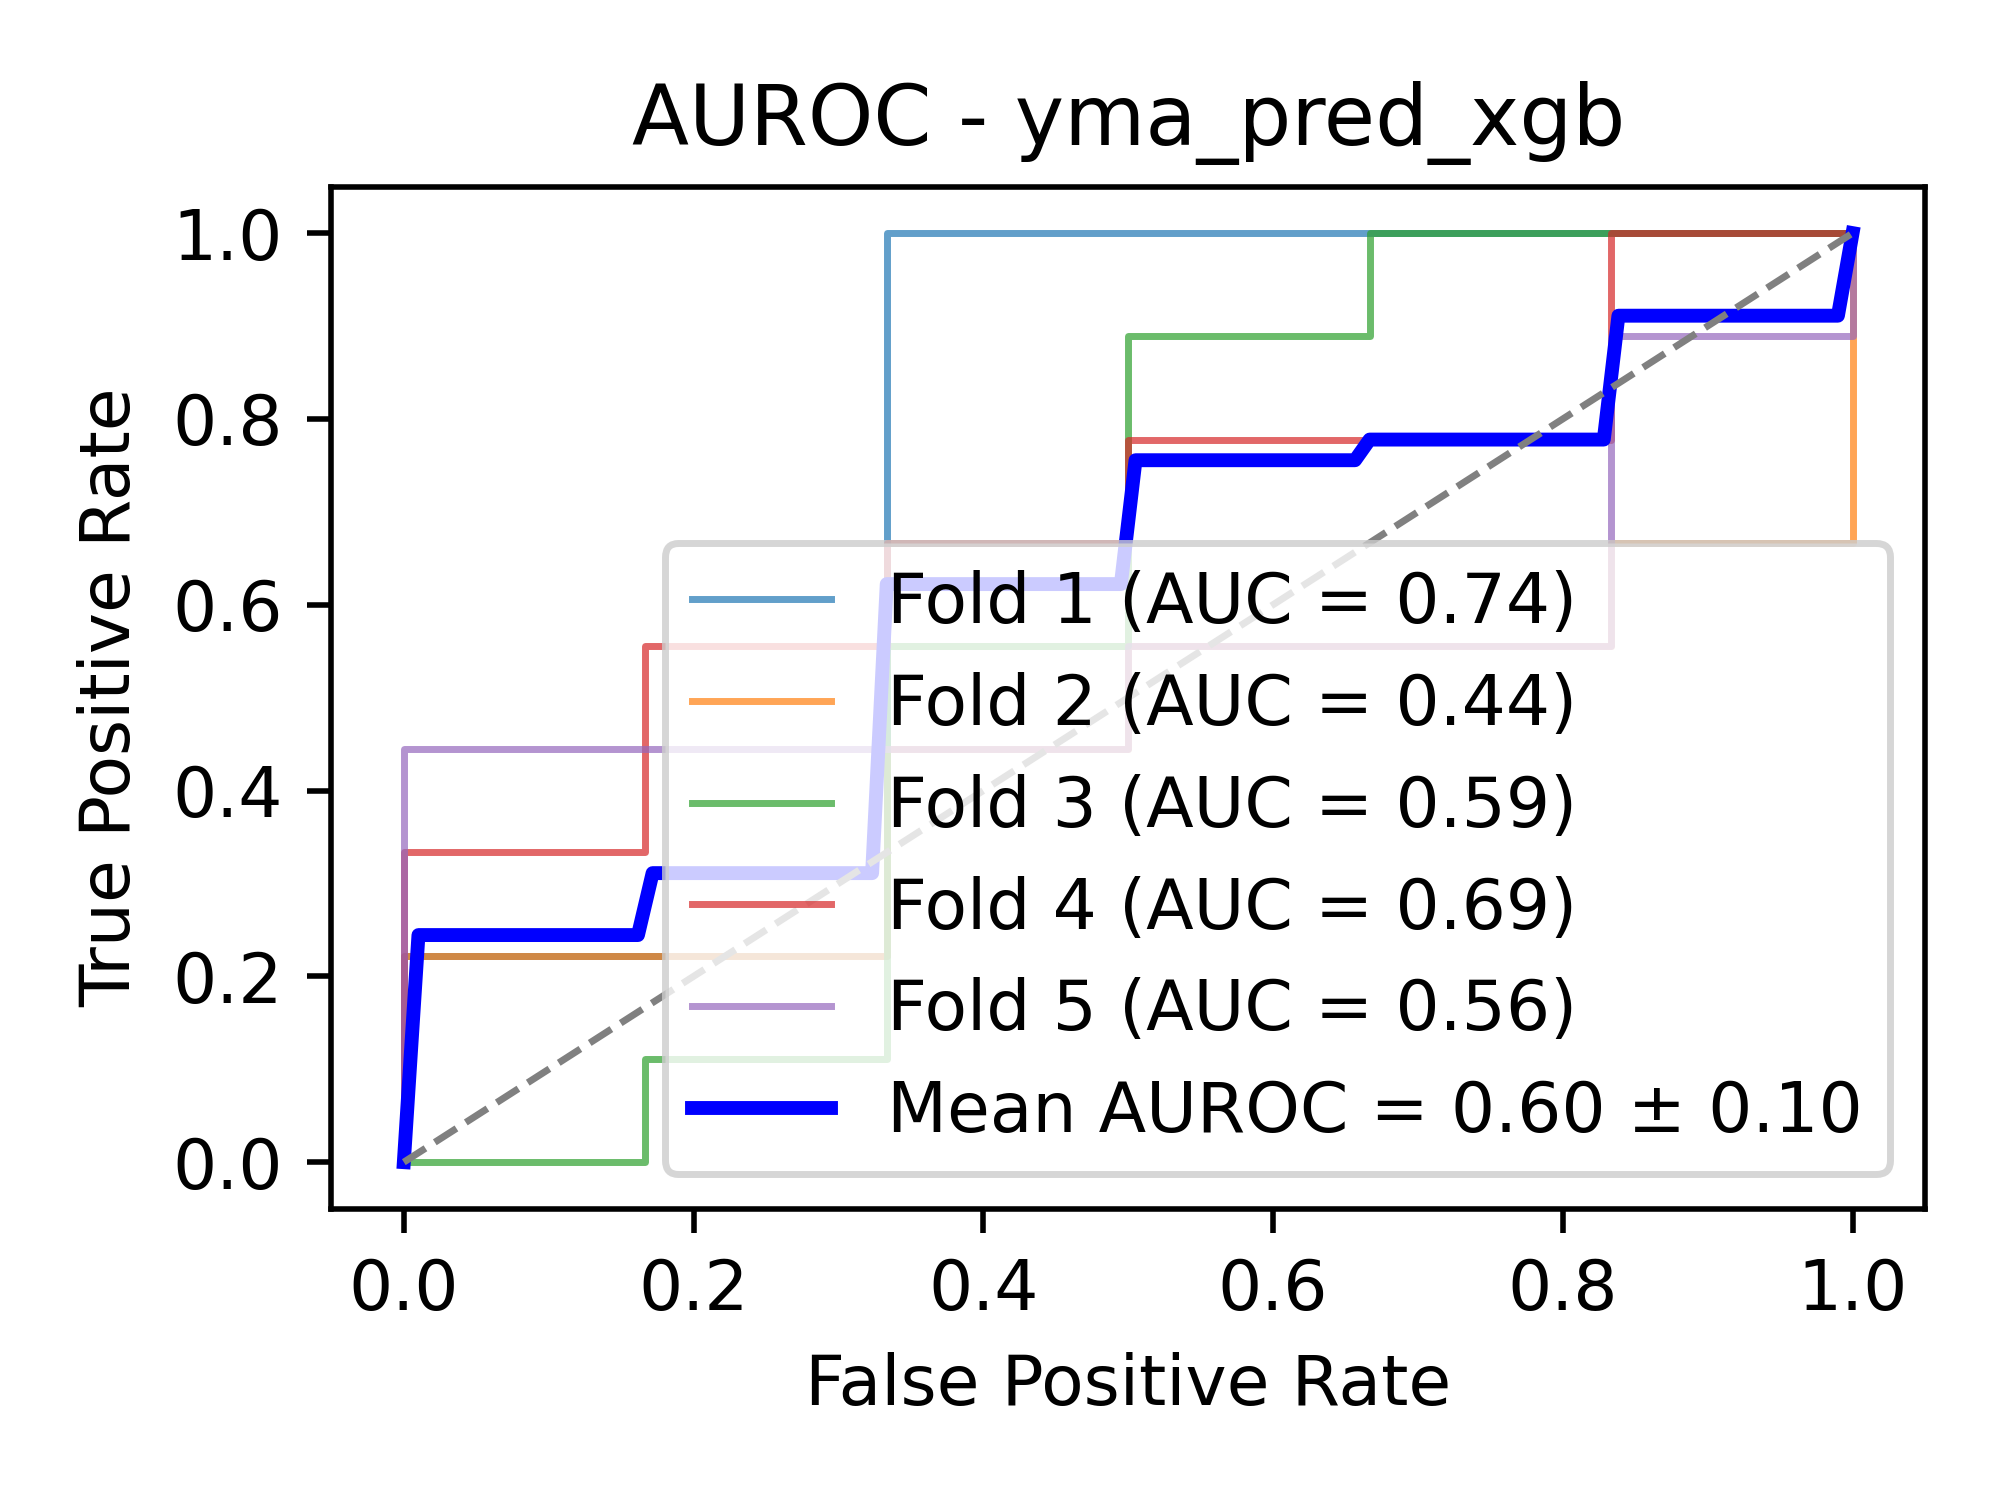 AUROC - yma_pred_xgb
True Positive Rate
1.0
0.8
0.6
0.4
0.2
0.0
Fold 1 (AUC = 0.74)
Fold 2 (AUC = 0.44)
Fold 3 (AUC = 0.59)
Fold 4 (AUC = 0.69)
Fold 5 (AUC = 0.56)
Mean AUROC = 0.60 ± 0.10
0.0 0.2 0.4 0.6 0.8 1.0
False Positive Rate